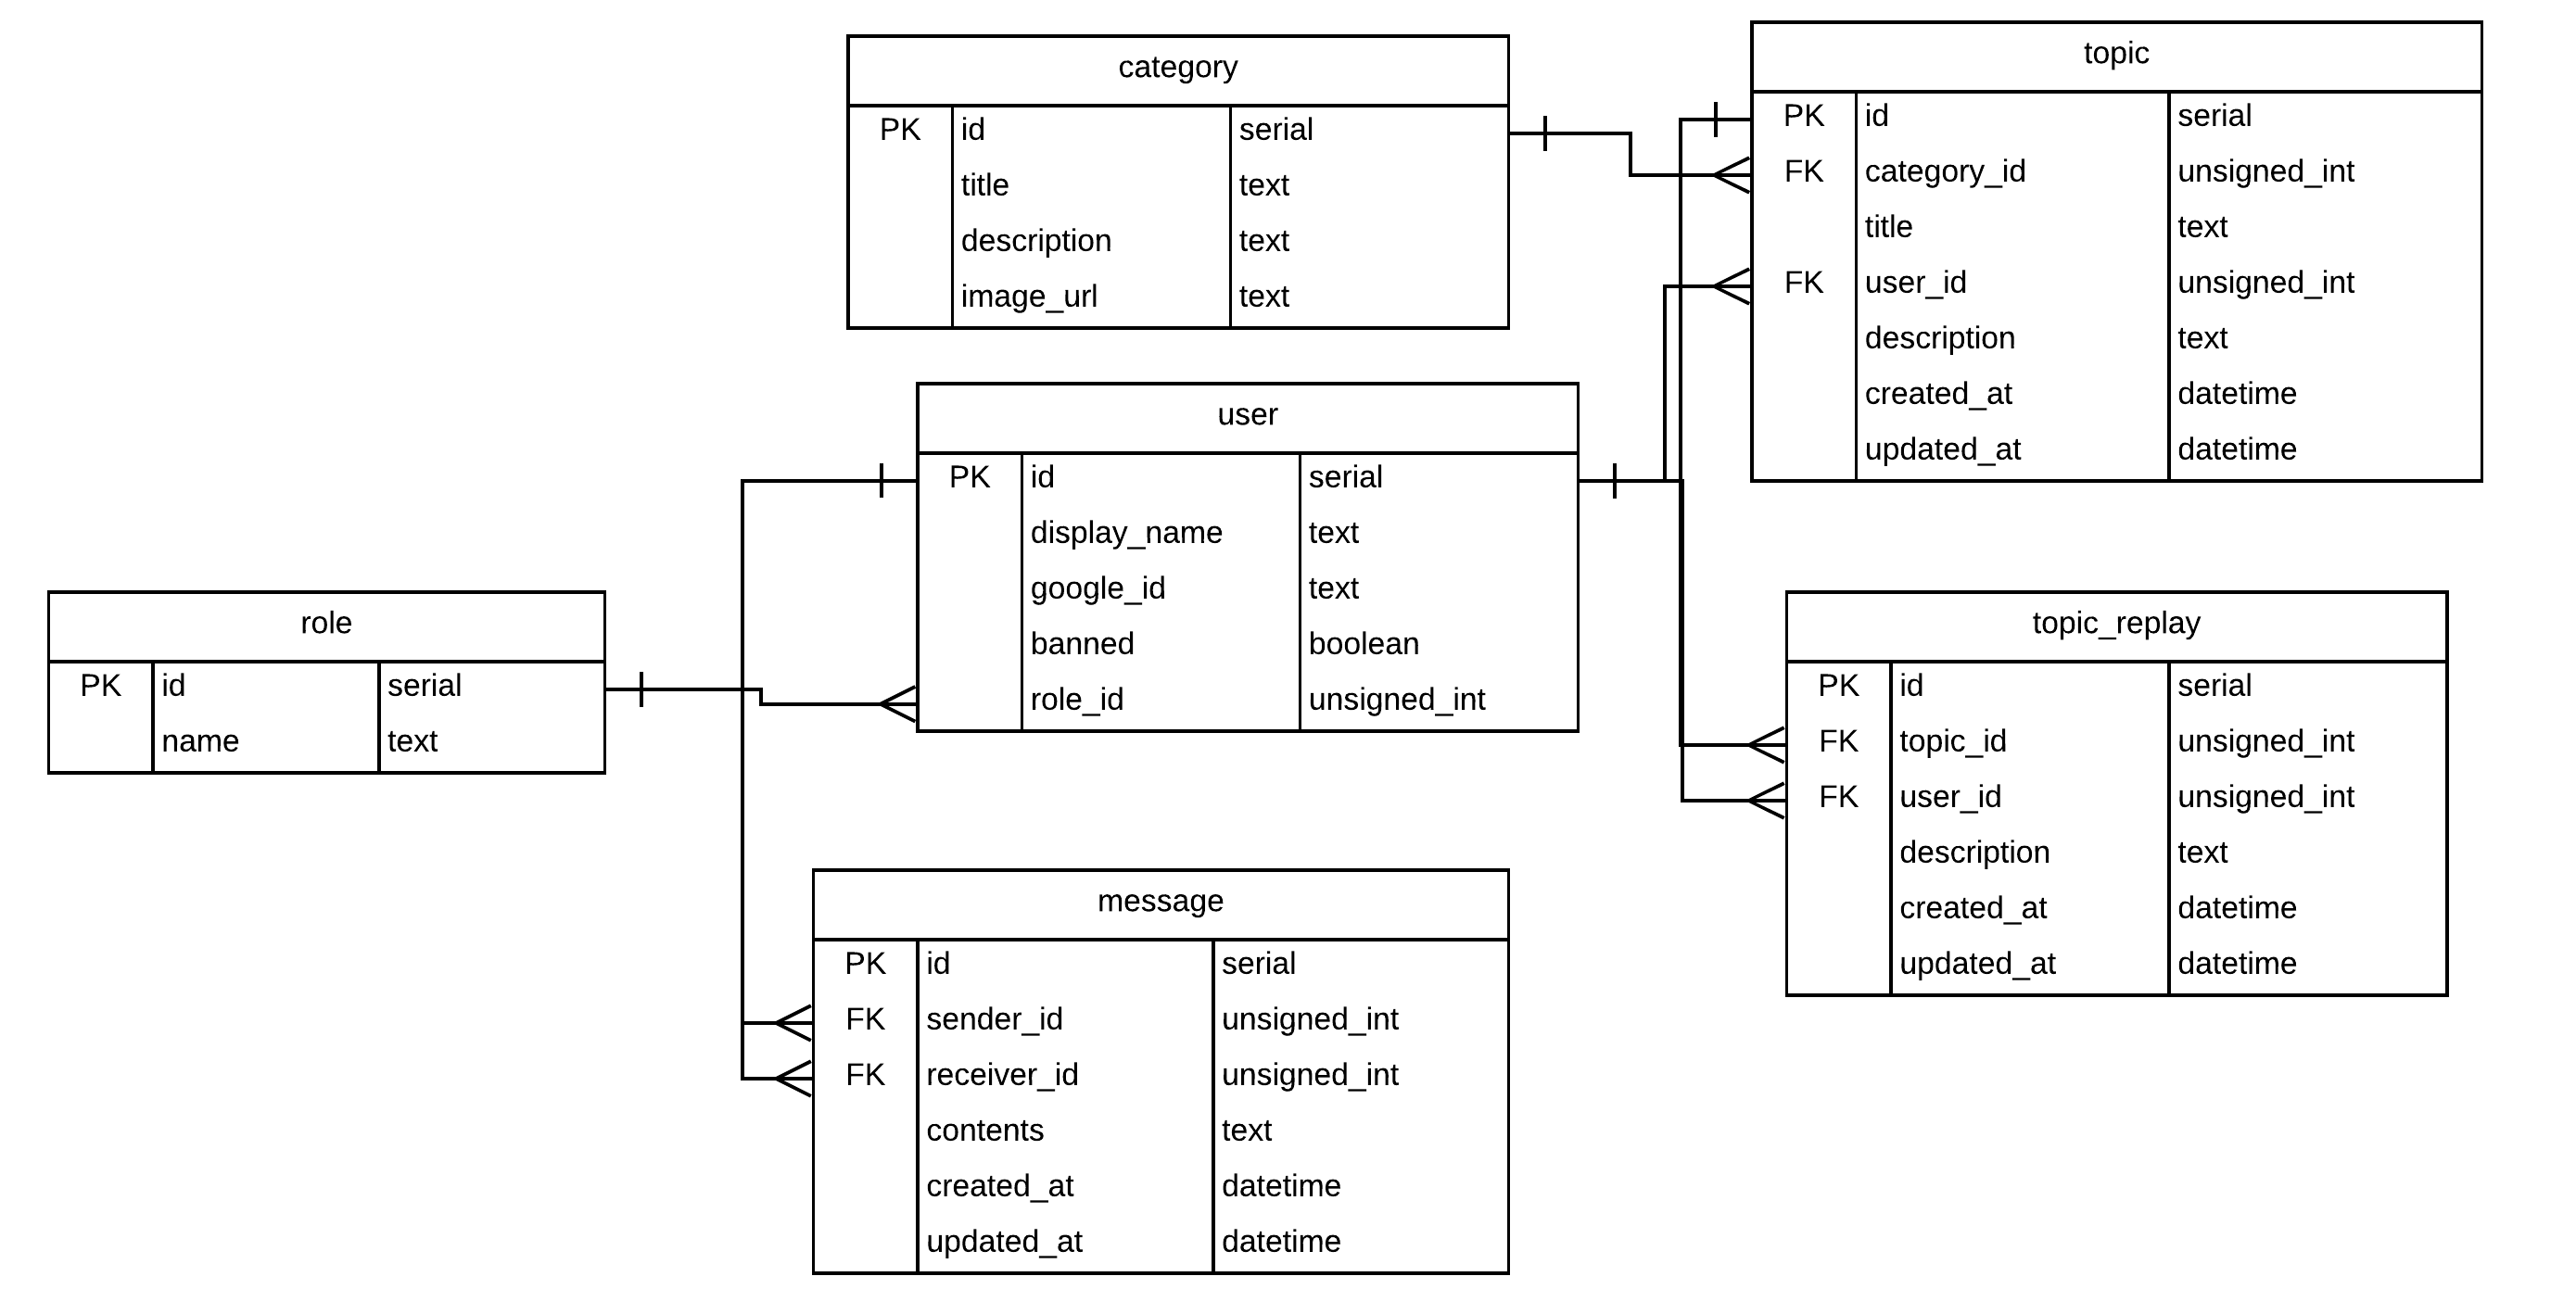 category
PK id serial
title text
description text
image_url text
topic
PK id serial
FK category_id unsigned_int
title text
FK user_id unsigned_int
description text
created_at datetime
updated_at datetime
user
PK id serial
display_name text
google_id text
banned boolean
role_id unsigned_int
role
PK id serial
name text
topic_replay
PK id serial
FK topic_id unsigned_int
FK user_id unsigned_int
description text
created_at datetime
updated_at datetime
message
PK id serial
FK sender_id unsigned_int
FK receiver_id unsigned_int
contents text
created_at datetime
updated_at datetime